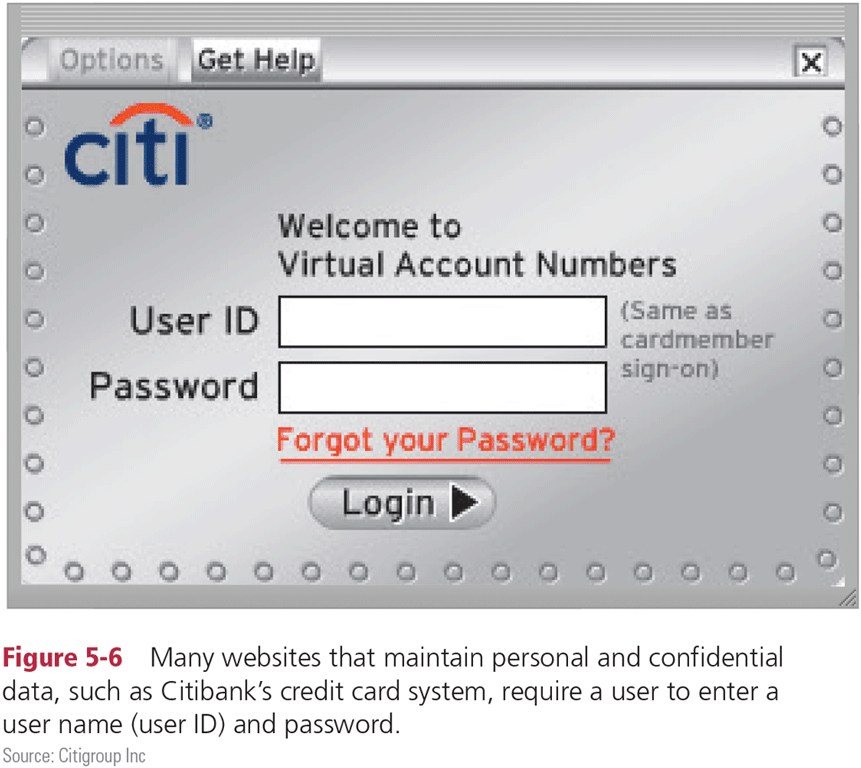 Options Get Help
citi®
Welcome to
Virtual Account Numbers
User ID
(Same as
cardmember
sign-on)
Password
Forgot your Password?
Login
Figure 5-6 Many websites that maintain personal and confidential
data, such as Citibank’s credit card system, require a user to enter a
user name (user ID) and password.
Source: Citigroup Inc